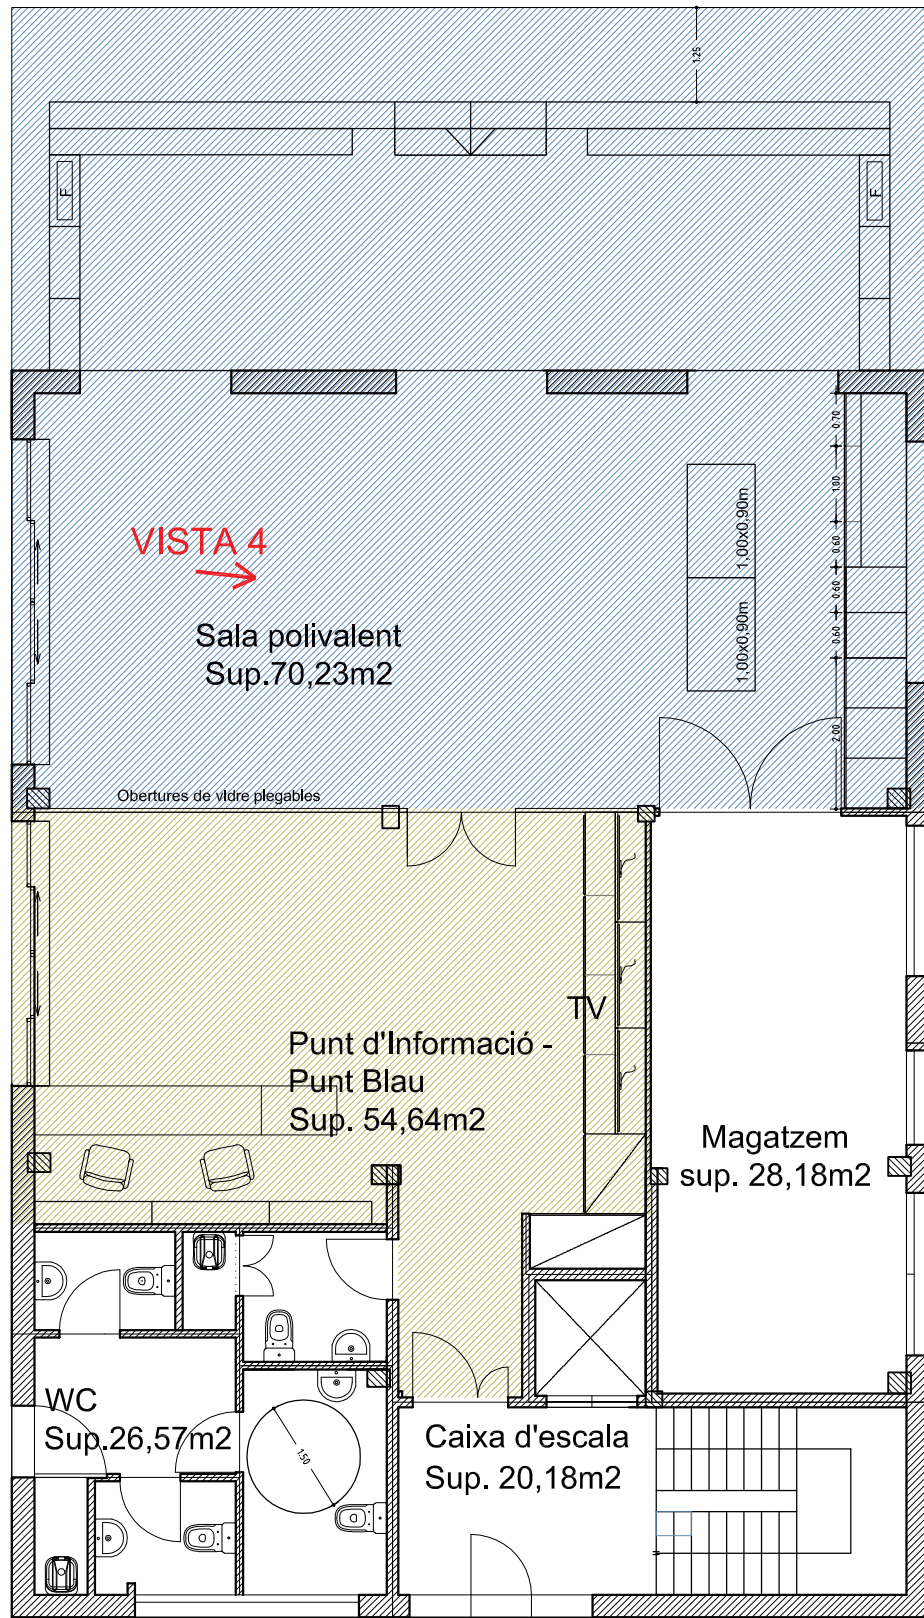 1.25
F
F
0.70
1.00
0.60
0.60
0.60
2.00
1,00x0,90m
1,00x0,90m
VISTA 4
Sala polivalent
Sup.70,23m2
Obertures de vidre plegables
TV
Punt d'Informació -
Punt Blau
Sup. 54,64m2
Magatzem
sup. 28,18m2
WC
Sup.26,57m2
1.50
Caixa d'escala
Sup. 20,18m2